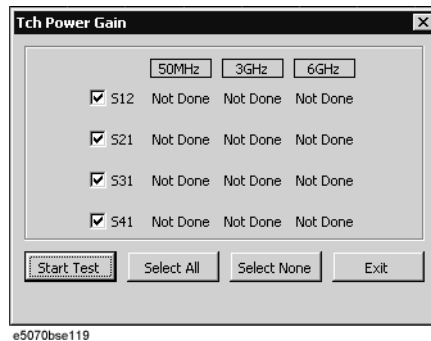 Tch Power Gain
50MHz 3GHz 6GHz
S12 Not Done Not Done Not Done
S21 Not Done Not Done Not Done
S31 Not Done Not Done Not Done
S41 Not Done Not Done Not Done
Start Test Select All Select None Exit
e5070bse119